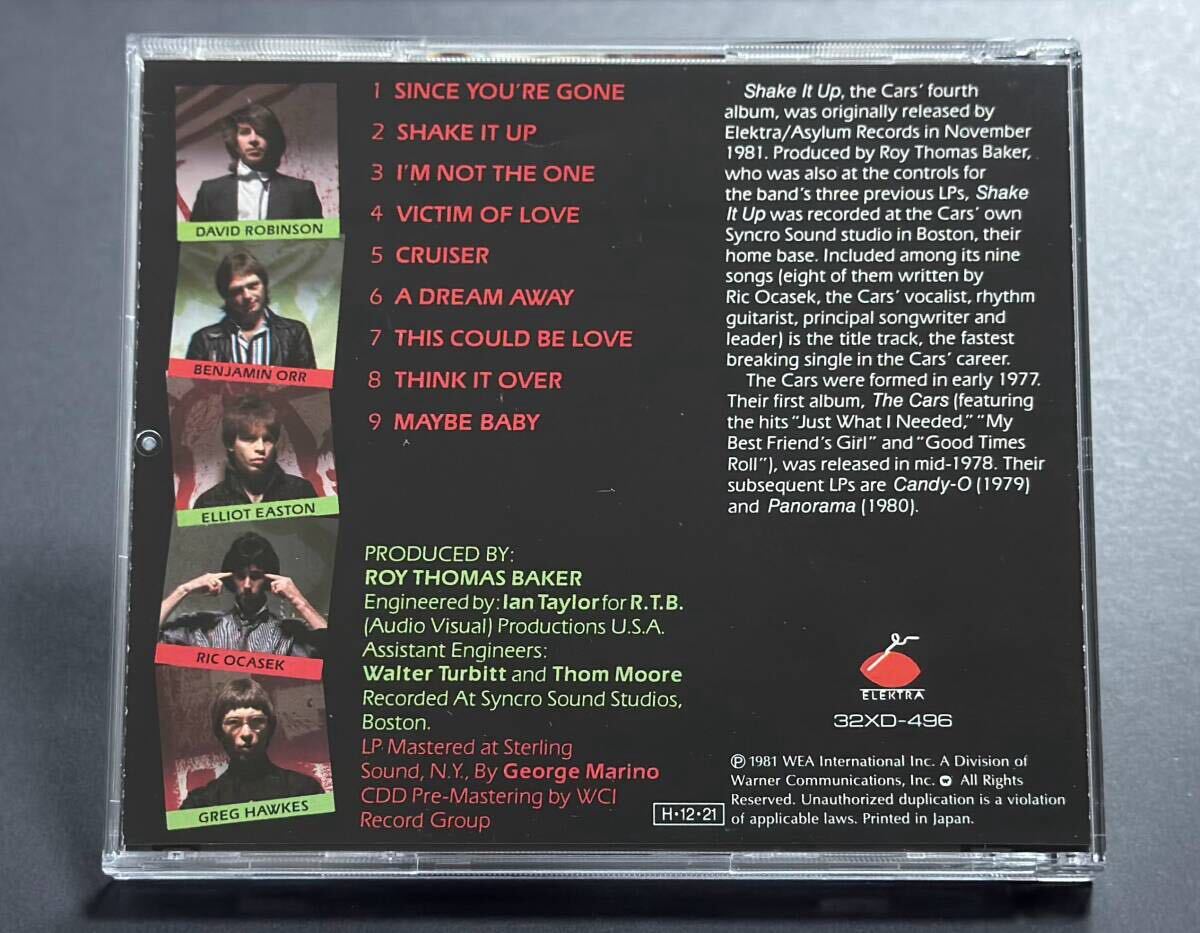 DAVID ROBINSON
BENJAMIN ORR
ELLIOT EASTON
RIC OCASEK
GREG HAWKES
1 SINCE YOU'RE GONE
2 SHAKE IT UP
3 I'M NOT THE ONE
4 VICTIM OF LOVE
5 CRUISER
6 A DREAM AWAY
7 THIS COULD BE LOVE
8 THINK IT OVER
9 MAYBE BABY
PRODUCED BY:
ROY THOMAS BAKER
Engineered by: Ian Taylor for R.T.B.
(Audio Visual) Productions U.S.A.
Assistant Engineers:
Walter Turbitt and Thom Moore
Recorded At Syncro Sound Studios,
Boston.
LP Mastered at Sterling
Sound, N.Y., By George Marino
CDD Pre-Mastering by WCI
Record Group
Shake It Up, the Cars' fourth
album, was originally released by
Elektra/Asylum Records in November
1981. Produced by Roy Thomas Baker,
who was also at the controls for
the band's three previous LPs, Shake
It Up was recorded at the Cars' own
Syncro Sound studio in Boston, their
home base. Included among its nine
songs (eight of them written by
Ric Ocasek, the Cars' vocalist, rhythm
guitarist, principal songwriter and
leader) is the title track, the fastest
breaking single in the Cars' career.
The Cars were formed in early 1977.
Their first album, The Cars (featuring
the hits "Just What I Needed," "My
Best Friend's Girl" and "Good Times
Roll"), was released in mid-1978. Their
subsequent LPs are Candy-O (1979)
and Panorama (1980).
ELEKTRA
32XD-496
H·12·21
℗ 1981 WEA International Inc. A Division of
Warner Communications, Inc. All Rights
Reserved. Unauthorized duplication is a violation
of applicable laws. Printed in Japan.